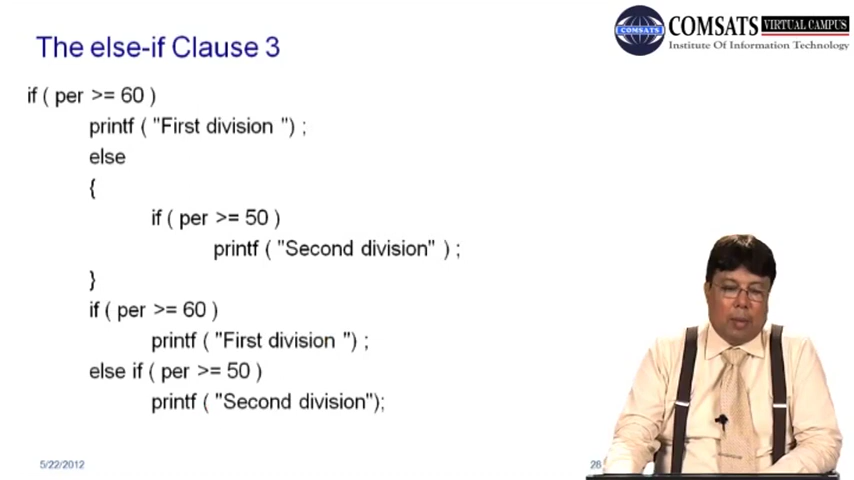 The else-if Clause 3
COMSATS VIRTUAL CAMPUS
Institute Of Information Technology
if ( per >= 60 )
printf ( "First division ") ;
else
{
if ( per >= 50 )
printf ( "Second division" ) ;
}
if ( per >= 60 )
printf ( "First division ") ;
else if ( per >= 50 )
printf ( "Second division");
5/22/2012
26